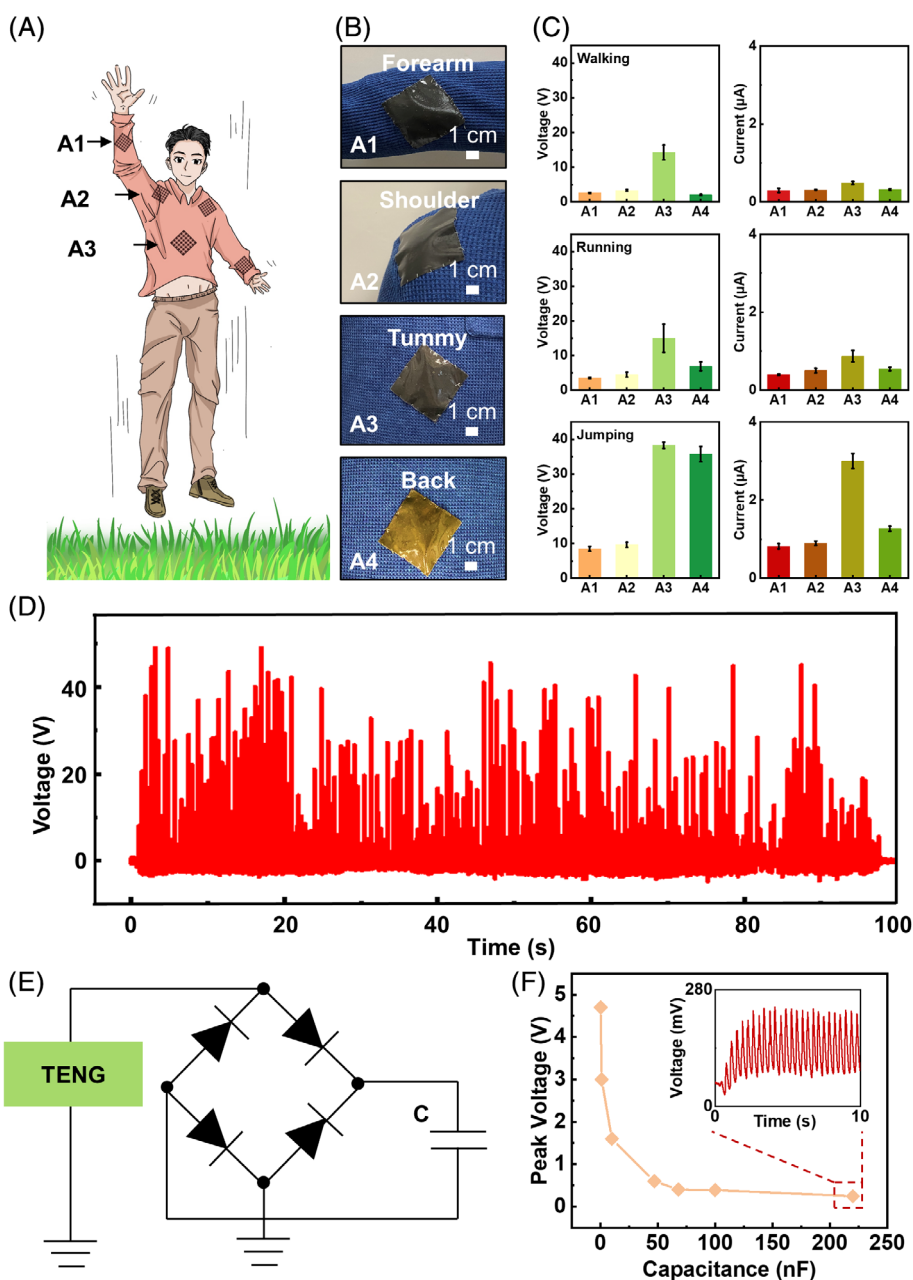 (A)
A1
A2
A3
(B)
Forearm
1 cm
A1
Shoulder
1 cm
A2
Tummy
1 cm
A3
Back
1 cm
A4
(C)
Walking
Voltage (V)
40
30
20
10
0
A1 A2 A3 A4
Current (μA)
4
2
0
A1 A2 A3 A4
Running
Voltage (V)
40
30
20
10
0
A1 A2 A3 A4
Current (μA)
4
2
0
A1 A2 A3 A4
Jumping
Voltage (V)
40
30
20
10
0
A1 A2 A3 A4
Current (μA)
4
2
0
A1 A2 A3 A4
(D)
Voltage (V)
40
20
0
0 20 40 60 80 100
Time (s)
(E)
TENG
C
(F)
Peak Voltage (V)
5
4
3
2
1
0
0 50 100 150 200 250
Capacitance (nF)
280
Voltage (mV)
0
Time (s)
10